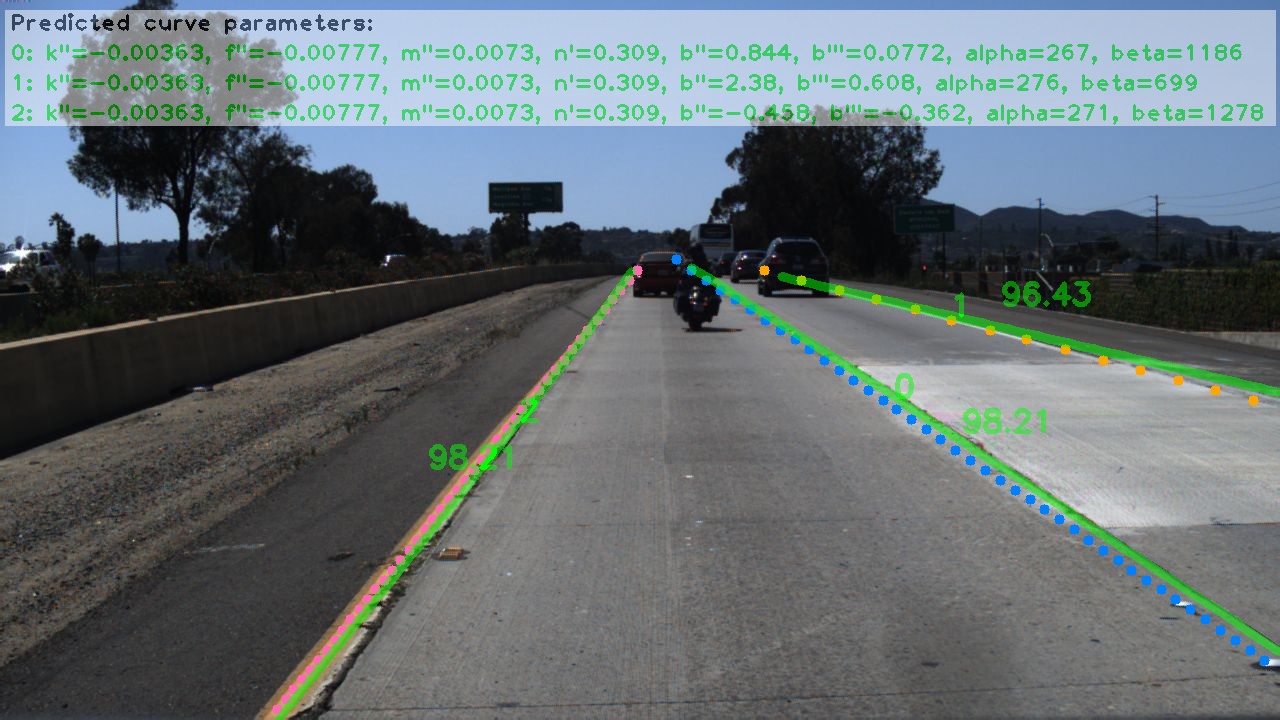 Predicted curve parameters:
0: k''=-0.00363, f''=-0.00777, m''=0.0073, n'=0.309, b''=0.844, b'''=0.0772, alpha=267, beta=1186
1: k''=-0.00363, f''=-0.00777, m''=0.0073, n'=0.309, b''=2.38, b'''=0.608, alpha=276, beta=699
2: k''=-0.00363, f''=-0.00777, m''=0.0073, n'=0.309, b''=-0.458, b'''=-0.362, alpha=271, beta=1278
1 96.43
0
98.21
2
98.21